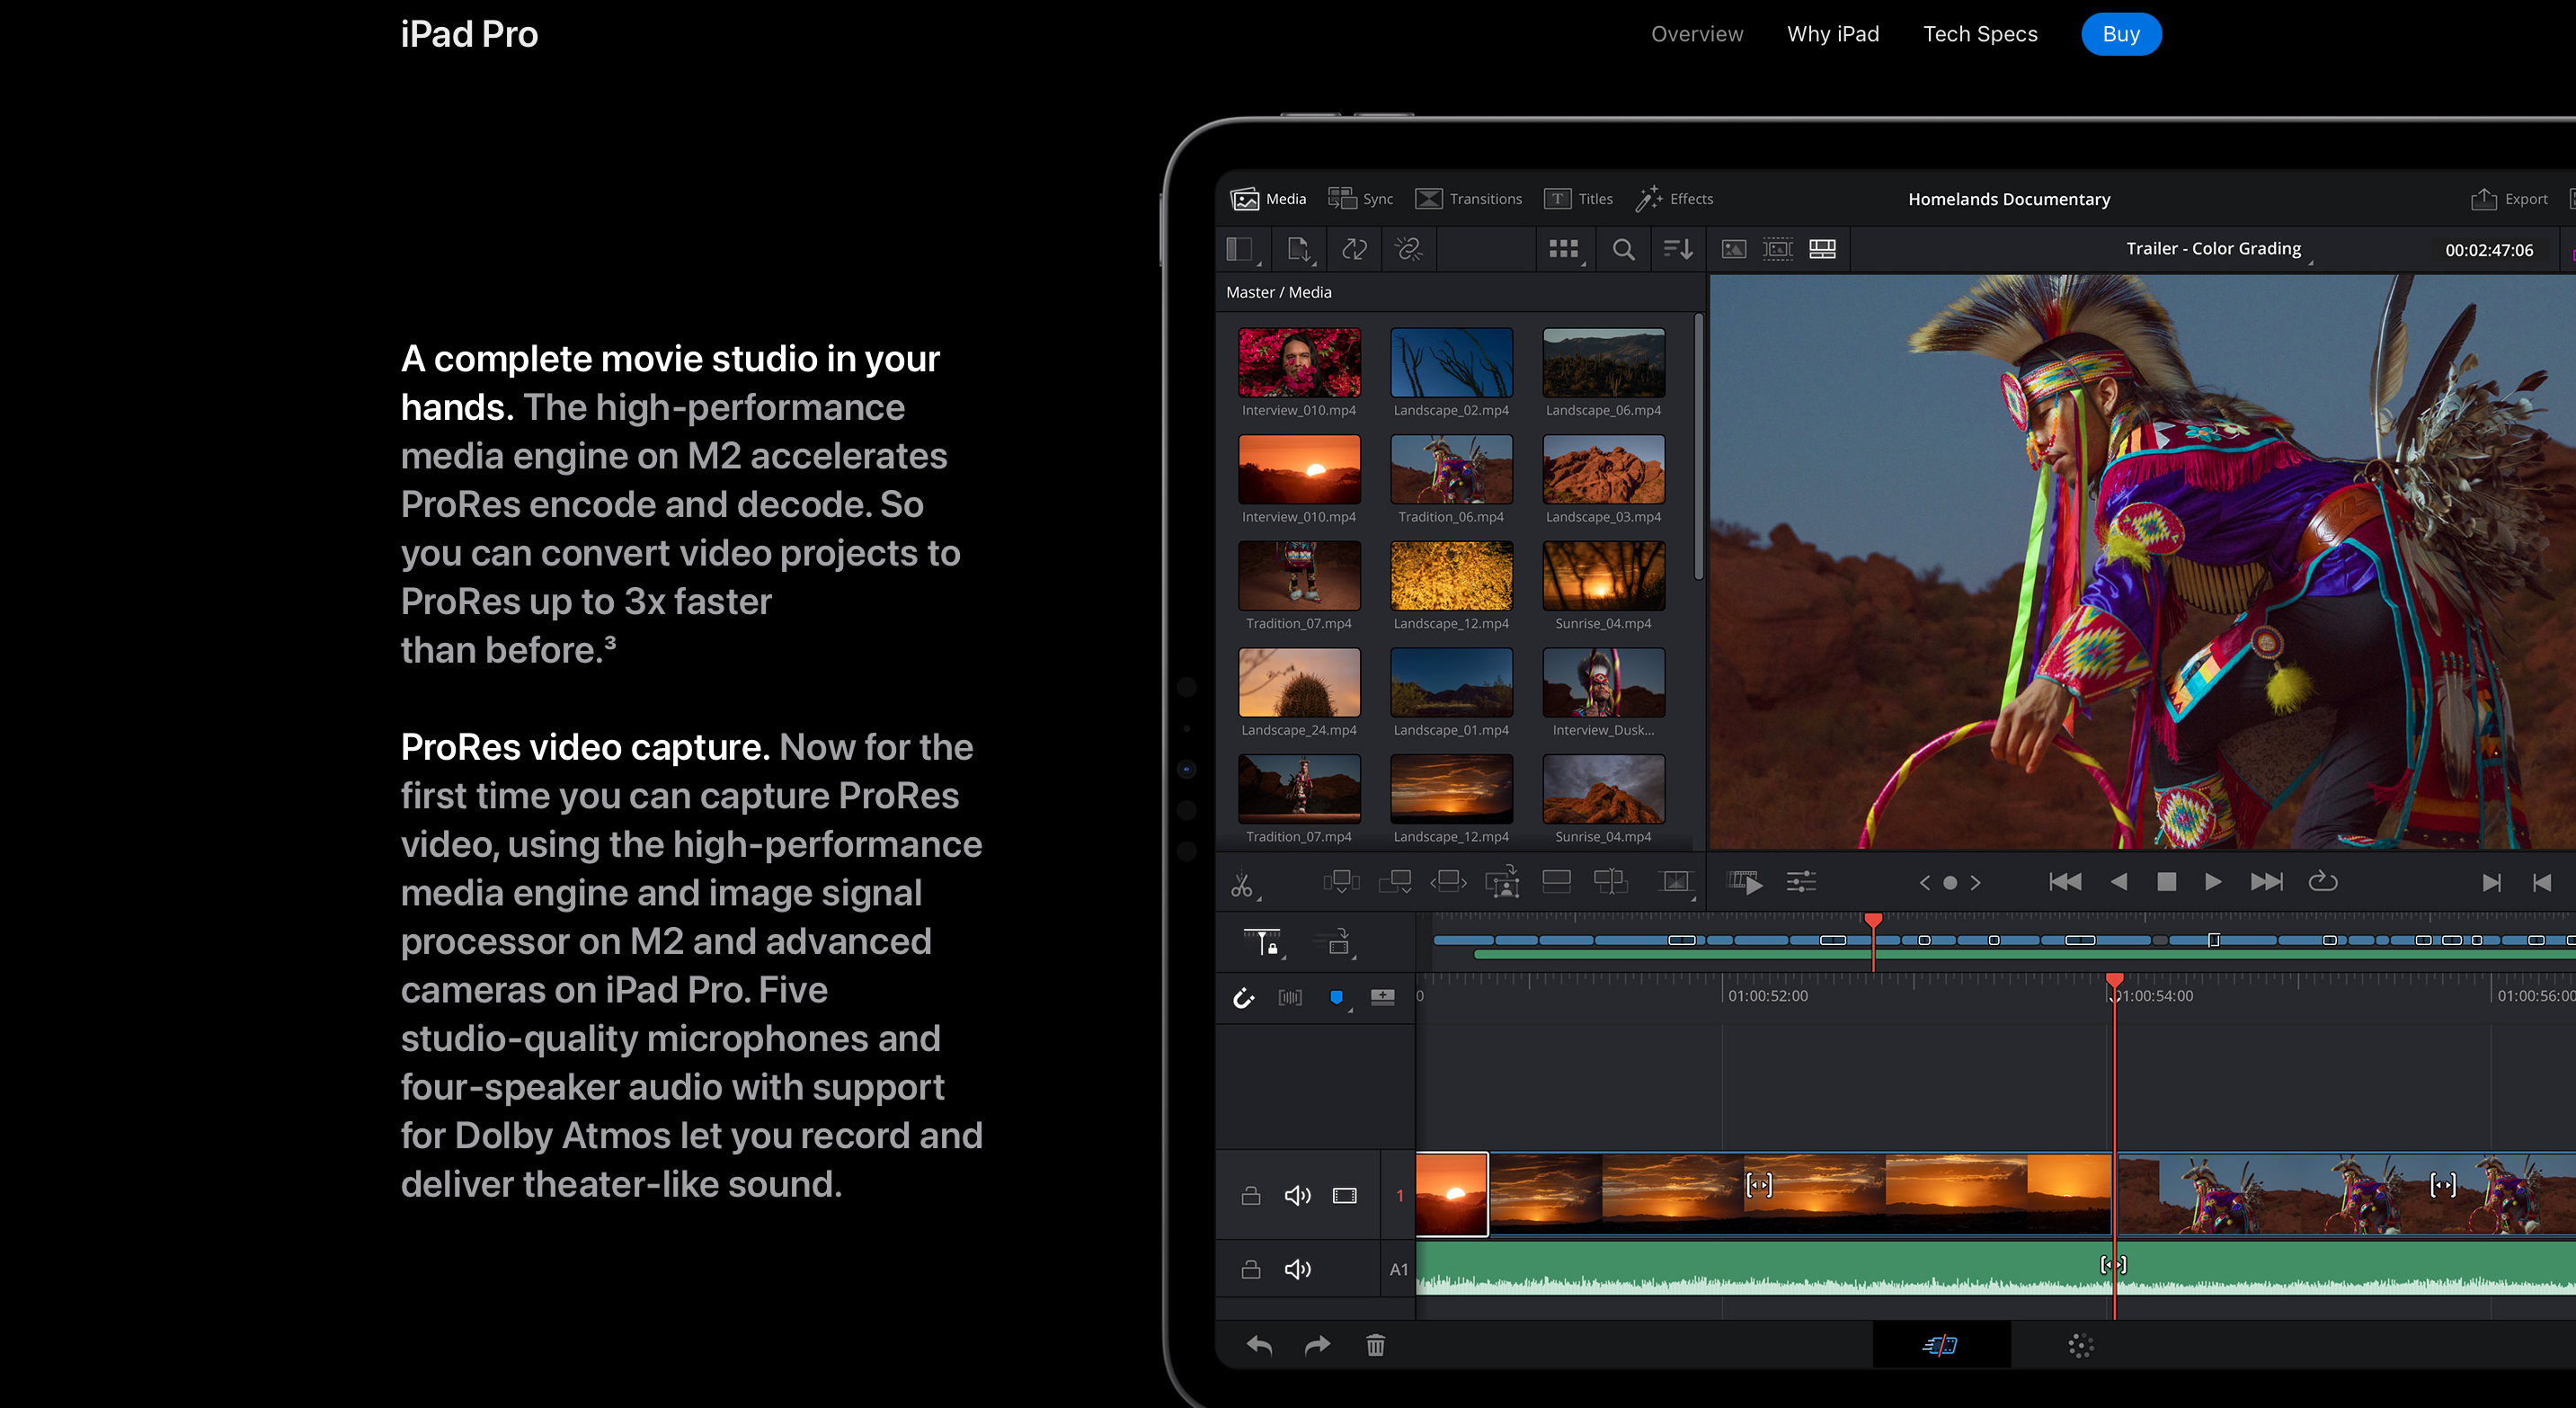 iPad Pro
Overview
Why iPad
Tech Specs
Buy
A complete movie studio in your
hands. The high-performance
media engine on M2 accelerates
ProRes encode and decode. So
you can convert video projects to
ProRes up to 3x faster
than before.³
ProRes video capture. Now for the
first time you can capture ProRes
video, using the high-performance
media engine and image signal
processor on M2 and advanced
cameras on iPad Pro. Five
studio-quality microphones and
four-speaker audio with support
for Dolby Atmos let you record and
deliver theater-like sound.
Media
Sync
Transitions
T
Titles
Effects
Homelands Documentary
Export
Trailer - Color Grading
00:02:47:06
Master / Media
Interview_010.mp4
Landscape_02.mp4
Landscape_06.mp4
Interview_010.mp4
Tradition_06.mp4
Landscape_03.mp4
Tradition_07.mp4
Landscape_12.mp4
Sunrise_04.mp4
Landscape_24.mp4
Landscape_01.mp4
Interview_Dusk...
Tradition_07.mp4
Landscape_12.mp4
Sunrise_04.mp4
0
01:00:52:00
01:00:54:00
01:00:56:00
1
A1